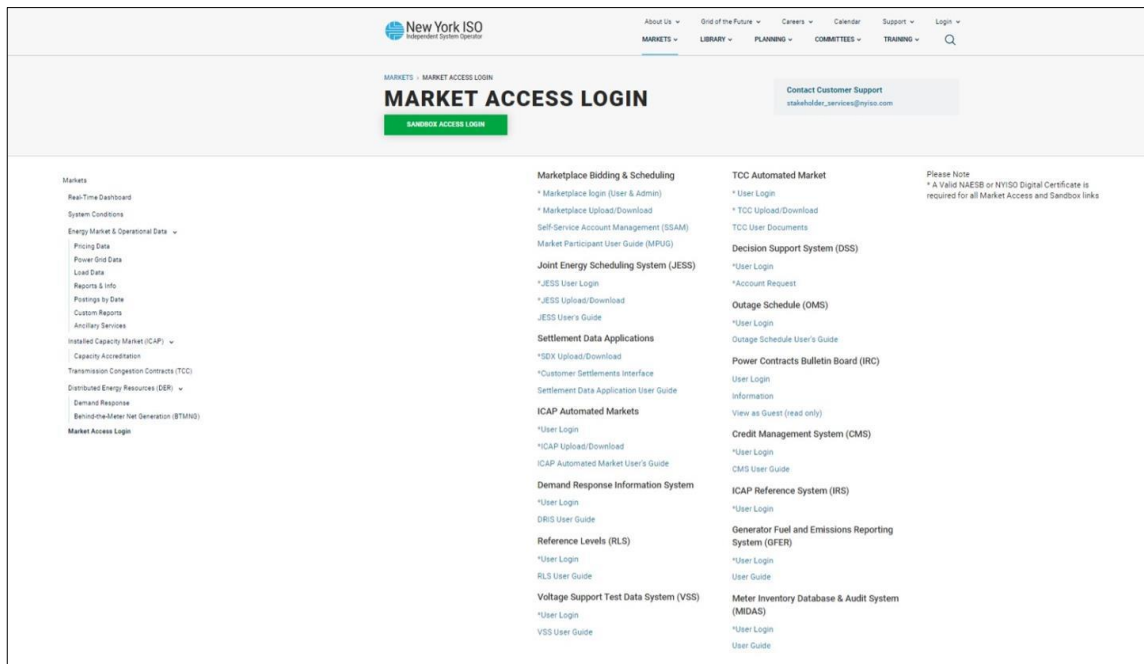 New York ISO
Independent System Operator
About Us
Grid of the Future
Careers
Calendar
Support
Login
MARKETS
LIBRARY
PLANNING
COMMITTEES
TRAINING
MARKETS › MARKET ACCESS LOGIN
MARKET ACCESS LOGIN
SANDBOX ACCESS LOGIN
Contact Customer Support
stakeholder_services@nyiso.com
Markets
Real-Time Dashboard
System Conditions
Energy Market & Operational Data
Pricing Data
Power Grid Data
Load Data
Reports & Info
Postings by Date
Custom Reports
Ancillary Services
Installed Capacity Market (ICAP)
Capacity Accreditation
Transmission Congestion Contracts (TCC)
Distributed Energy Resources (DER)
Demand Response
Behind-the-Meter Net Generation (BTMNG)
Market Access Login
Marketplace Bidding & Scheduling
* Marketplace login (User & Admin)
* Marketplace Upload/Download
Self-Service Account Management (SSAM)
Market Participant User Guide (MPUG)
Joint Energy Scheduling System (JESS)
*JESS User Login
*JESS Upload/Download
JESS User's Guide
Settlement Data Applications
*SDX Upload/Download
*Customer Settlements Interface
Settlement Data Application User Guide
ICAP Automated Markets
*User Login
*ICAP Upload/Download
ICAP Automated Market User's Guide
Demand Response Information System
*User Login
DRIS User Guide
Reference Levels (RLS)
*User Login
RLS User Guide
Voltage Support Test Data System (VSS)
*User Login
VSS User Guide
TCC Automated Market
* User Login
* TCC Upload/Download
TCC User Documents
Decision Support System (DSS)
*User Login
*Account Request
Outage Schedule (OMS)
*User Login
Outage Schedule User's Guide
Power Contracts Bulletin Board (IRC)
User Login
Information
View as Guest (read only)
Credit Management System (CMS)
*User Login
CMS User Guide
ICAP Reference System (IRS)
*User Login
Generator Fuel and Emissions Reporting
System (GFER)
*User Login
User Guide
Meter Inventory Database & Audit System
(MIDAS)
*User Login
User Guide
Please Note
* A Valid NAESB or NYISO Digital Certificate is
required for all Market Access and Sandbox links